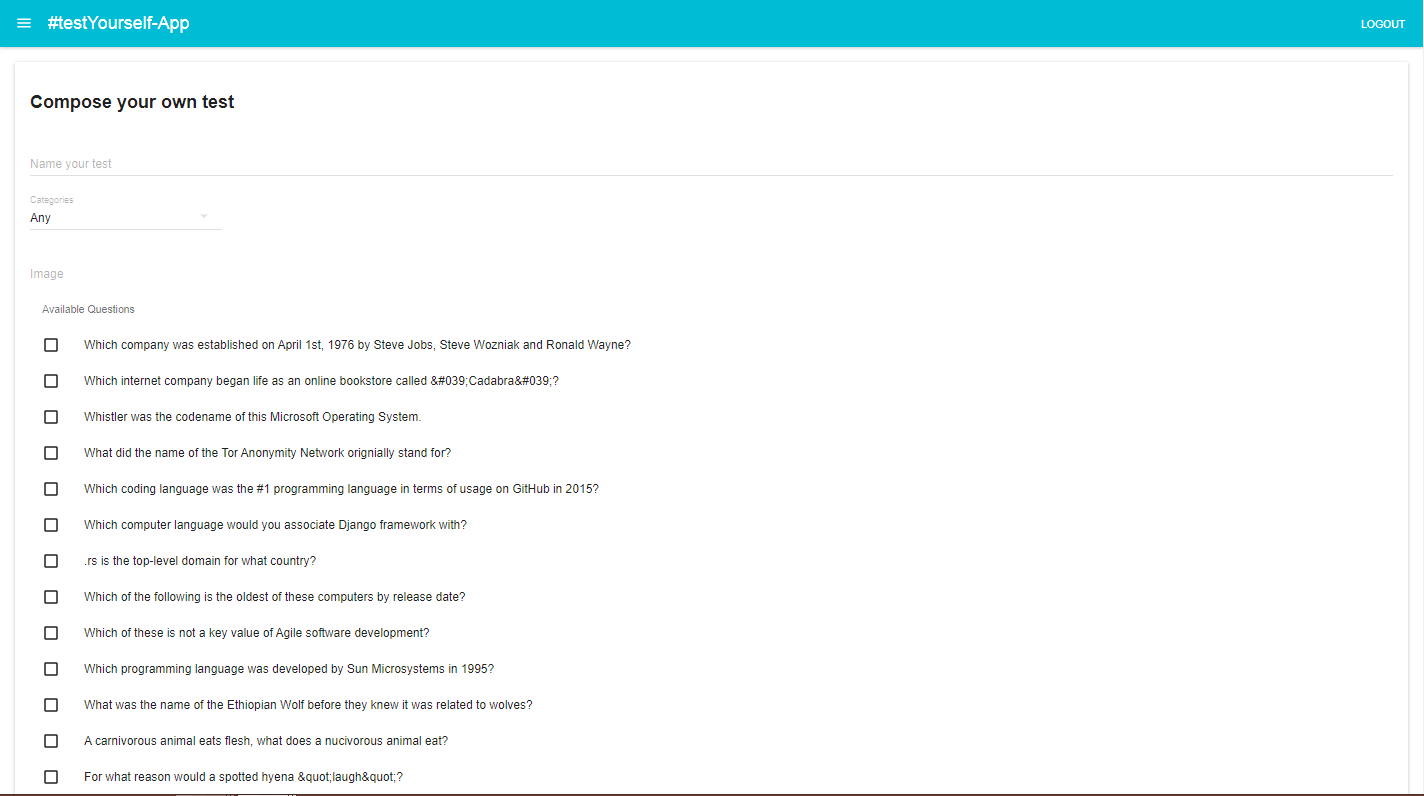 #testYourself-App
LOGOUT
Compose your own test
Name your test
Categories
Any
Image
Available Questions
Which company was established on April 1st, 1976 by Steve Jobs, Steve Wozniak and Ronald Wayne?
Which internet company began life as an online bookstore called &#039;Cadabra&#039;?
Whistler was the codename of this Microsoft Operating System.
What did the name of the Tor Anonymity Network orignially stand for?
Which coding language was the #1 programming language in terms of usage on GitHub in 2015?
Which computer language would you associate Django framework with?
.rs is the top-level domain for what country?
Which of the following is the oldest of these computers by release date?
Which of these is not a key value of Agile software development?
Which programming language was developed by Sun Microsystems in 1995?
What was the name of the Ethiopian Wolf before they knew it was related to wolves?
A carnivorous animal eats flesh, what does a nucivorous animal eat?
For what reason would a spotted hyena &quot;laugh&quot;?